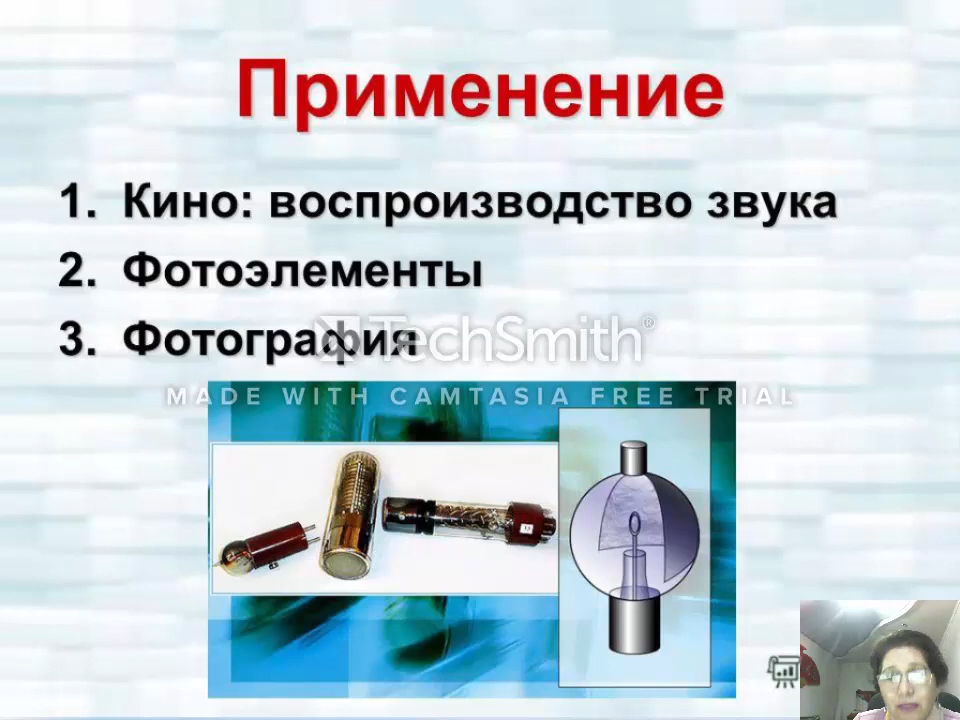 Применение
1. Кино: воспроизводство звука
2. Фотоэлементы
3. Фотография
TechSmith®
MADE WITH CAMTASIA FREE TRIAL